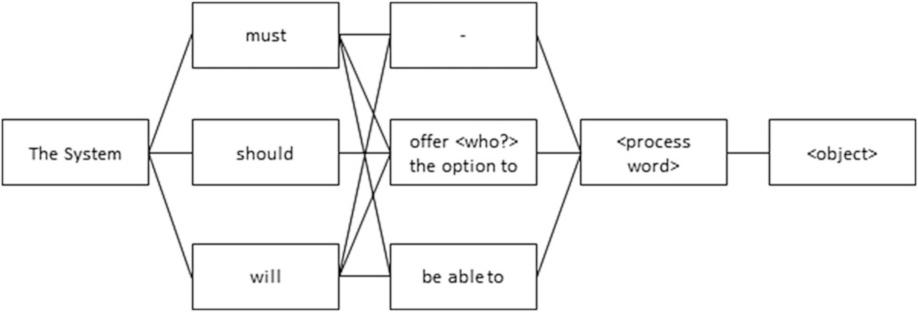 must
-
The System
should
offer <who?>
the option to
<process
word>
<object>
will
be able to